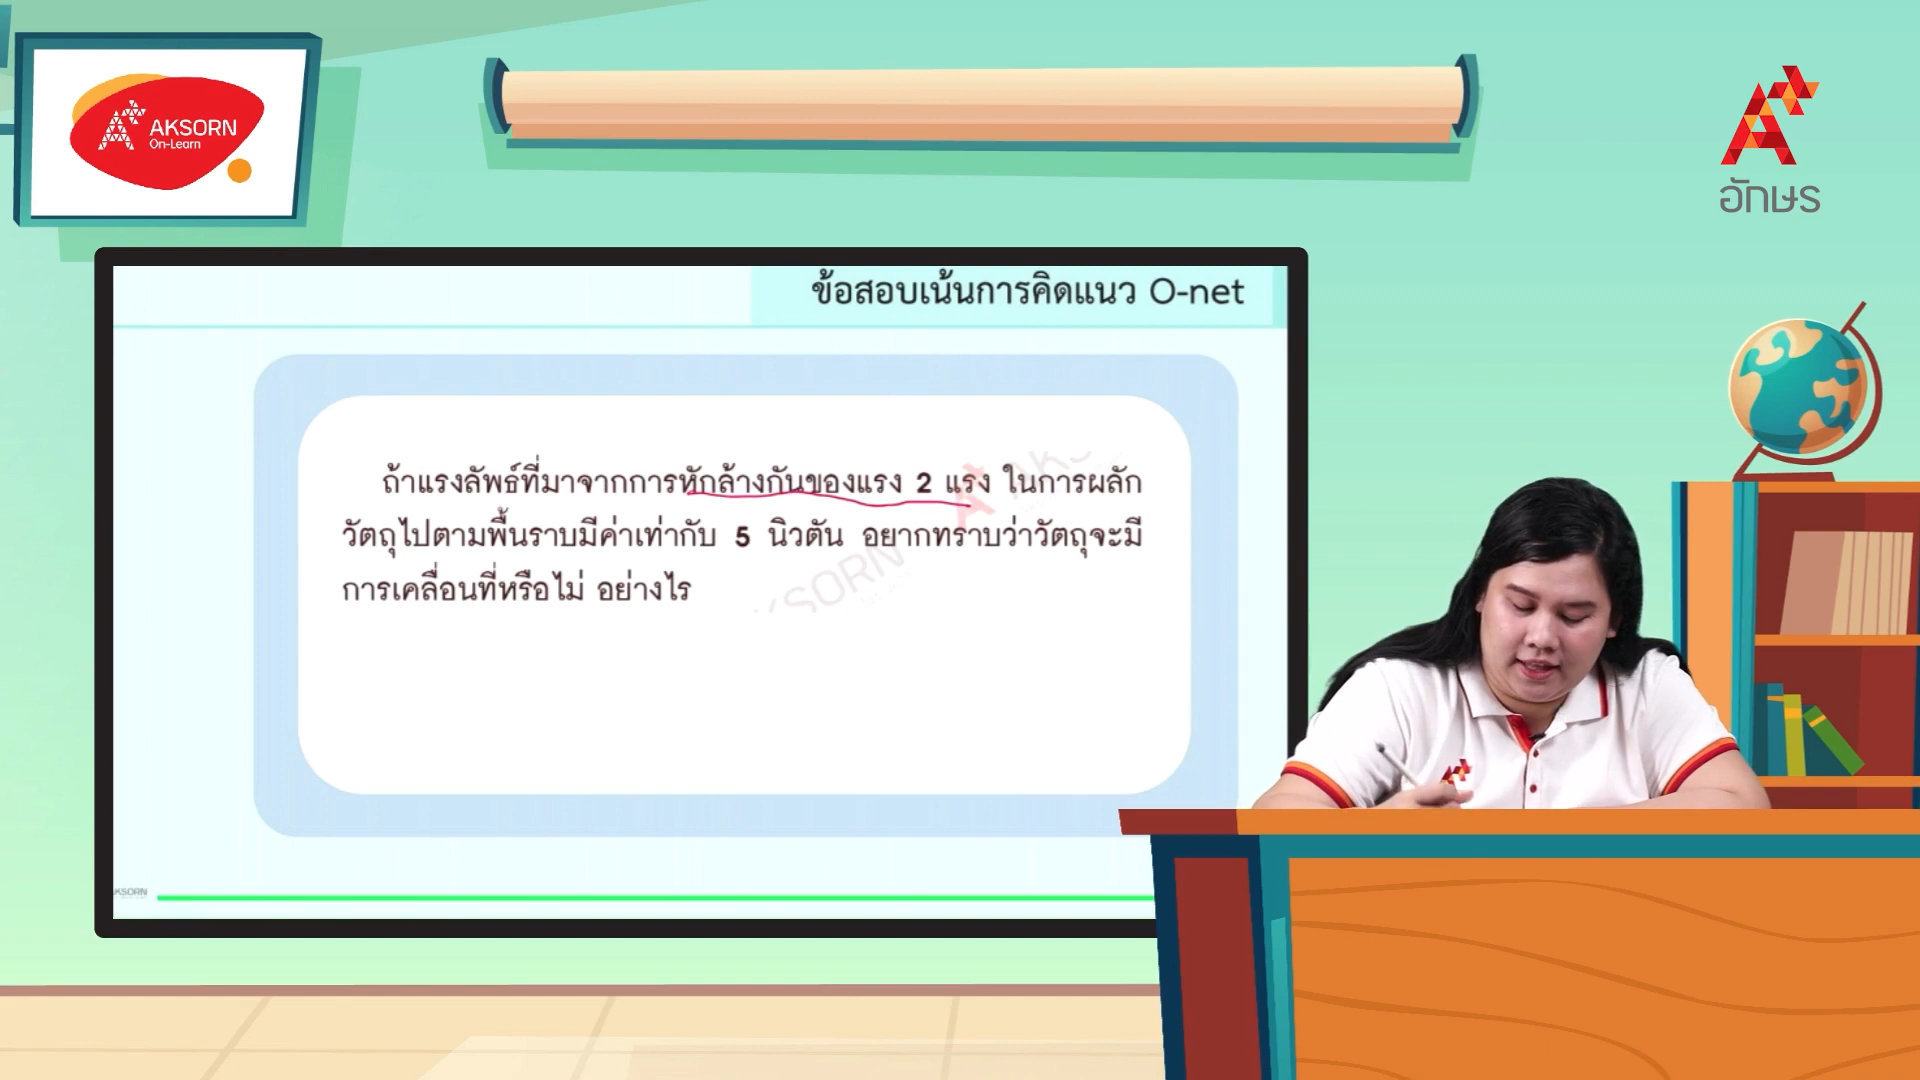 AKSORN
On-Learn
อักษร
ข้อสอบเน้นการคิดแนว O-net
ถ้าแรงลัพธ์ที่มาจากการหักล้างกันของแรง 2 แรง ในการผลัก
วัตถุไปตามพื้นราบมีค่าเท่ากับ 5 นิวตัน อยากทราบว่าวัตถุจะมี
การเคลื่อนที่หรือไม่ อย่างไร
AKSORN